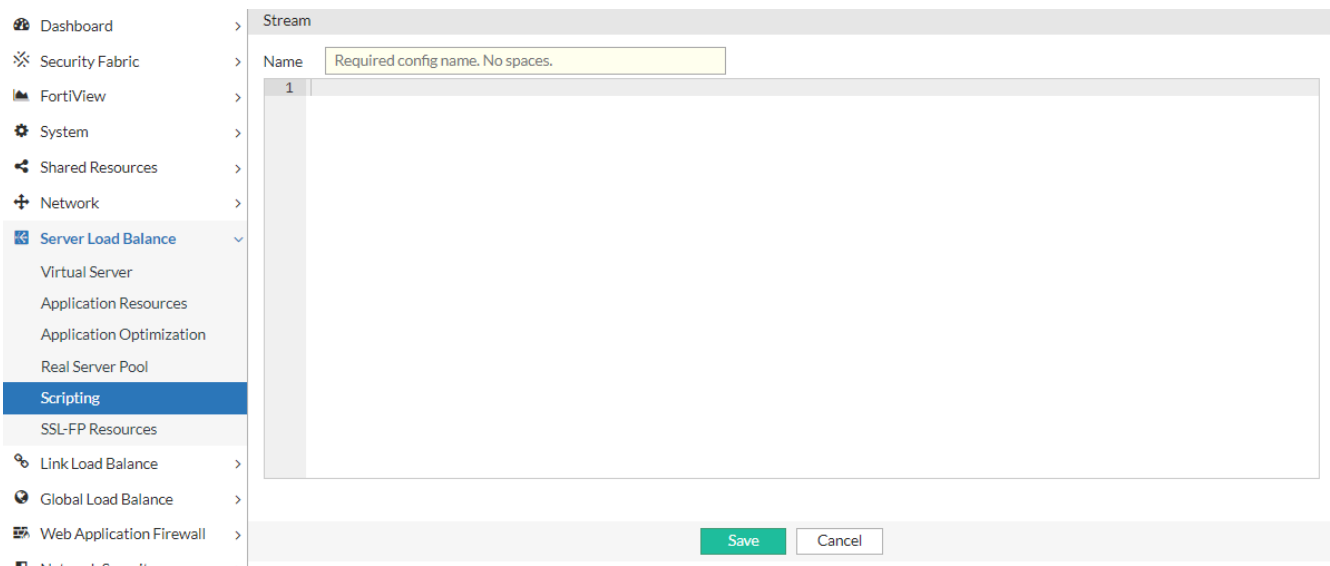 Dashboard
Security Fabric
FortiView
System
Shared Resources
Network
Server Load Balance
Virtual Server
Application Resources
Application Optimization
Real Server Pool
Scripting
SSL-FP Resources
Link Load Balance
Global Load Balance
Web Application Firewall
Network Security
Stream
Name Required config name. No spaces.
1
Save Cancel